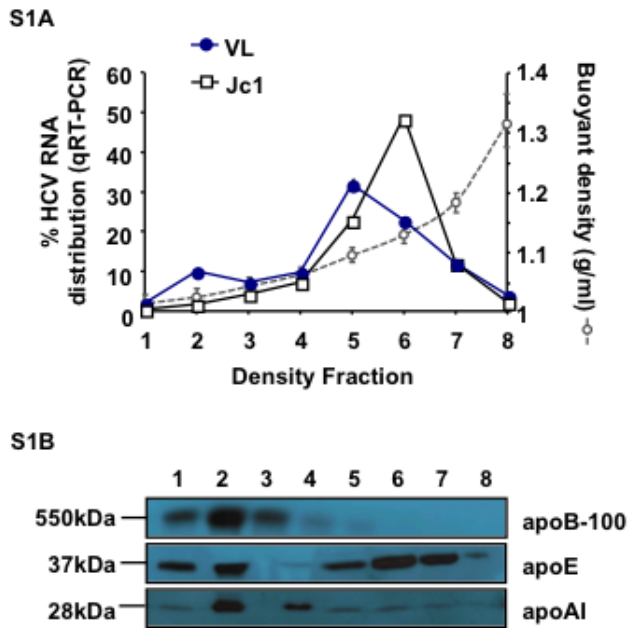 S1A
VL
Jc1
% HCV RNA
distribution (qRT-PCR)
60
50
40
30
20
10
0
1.4
1.3
1.2
1.1
1
Buoyant density (g/ml)
1 2 3 4 5 6 7 8
Density Fraction
S1B
1 2 3 4 5 6 7 8
550kDa apoB-100
37kDa apoE
28kDa apoAI